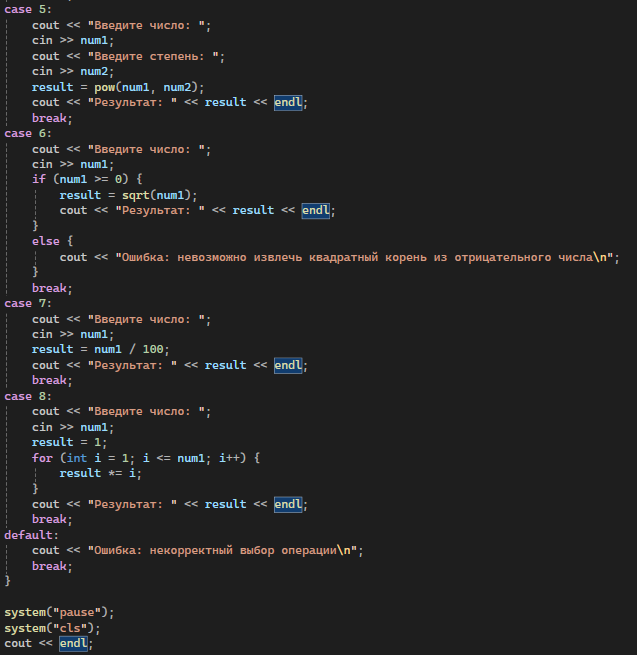 case 5:
    cout << "Введите число: ";
    cin >> num1;
    cout << "Введите степень: ";
    cin >> num2;
    result = pow(num1, num2);
    cout << "Результат: " << result << endl;
    break;
case 6:
    cout << "Введите число: ";
    cin >> num1;
    if (num1 >= 0) {
        result = sqrt(num1);
        cout << "Результат: " << result << endl;
    }
    else {
        cout << "Ошибка: невозможно извлечь квадратный корень из отрицательного числа\n";
    }
    break;
case 7:
    cout << "Введите число: ";
    cin >> num1;
    result = num1 / 100;
    cout << "Результат: " << result << endl;
    break;
case 8:
    cout << "Введите число: ";
    cin >> num1;
    result = 1;
    for (int i = 1; i <= num1; i++) {
        result *= i;
    }
    cout << "Результат: " << result << endl;
    break;
default:
    cout << "Ошибка: некорректный выбор операции\n";
    break;
}
system("pause");
system("cls");
cout << endl;